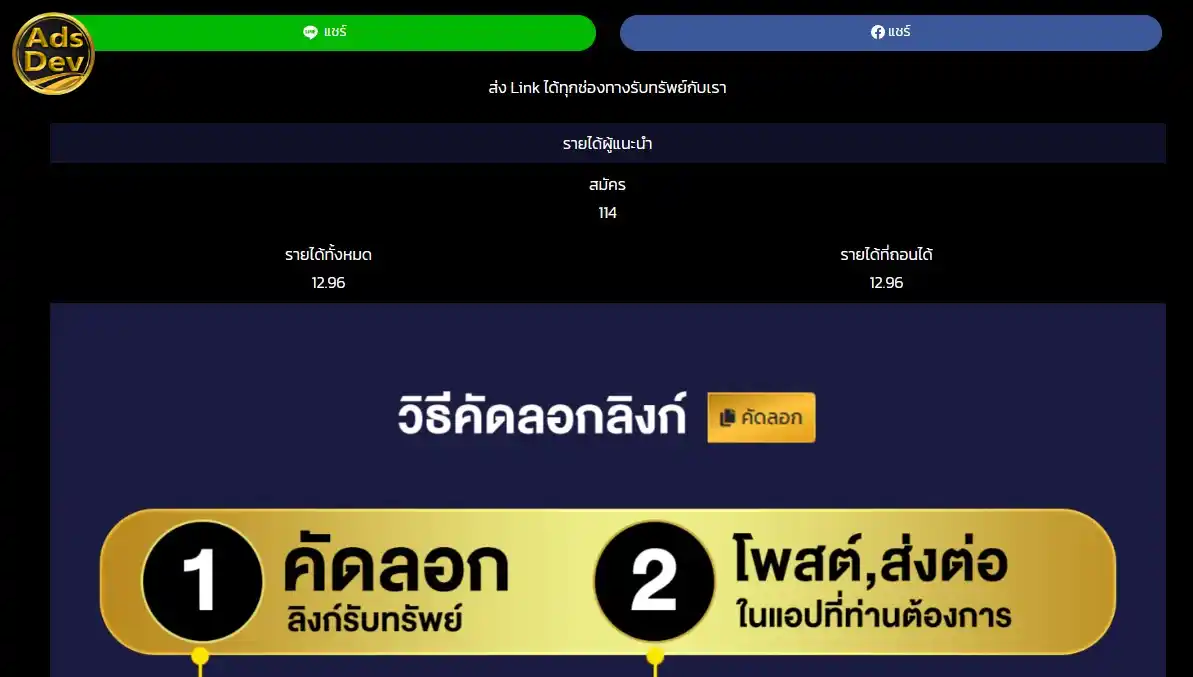 Ads
Dev
แชร์
แชร์
ส่ง Link ได้ทุกช่องทางรับทรัพย์กับเรา
รายได้ผู้แนะนำ
สมัคร
114
รายได้ทั้งหมด
รายได้ที่ถอนได้
12.96
12.96
วิธีคัดลอกลิงก์
คัดลอก
1
คัดลอก
ลิงก์รับทรัพย์
2
โพสต์,ส่งต่อ
ในแอปที่ท่านต้องการ